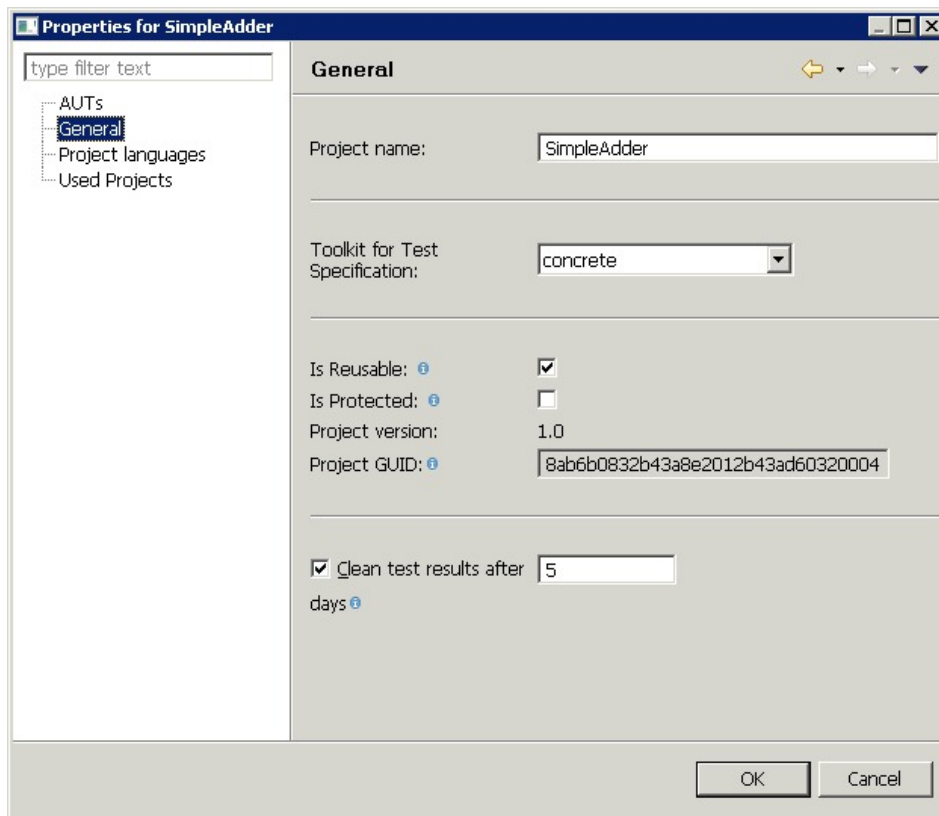 Properties for SimpleAdder
type filter text
AUTs
General
Project languages
Used Projects
General
Project name:
SimpleAdder
Toolkit for Test
Specification:
concrete
Is Reusable:
Is Protected:
Project version:
1.0
Project GUID:
8ab6b0832b43a8e2012b43ad60320004
Clean test results after
5
days
OK
Cancel